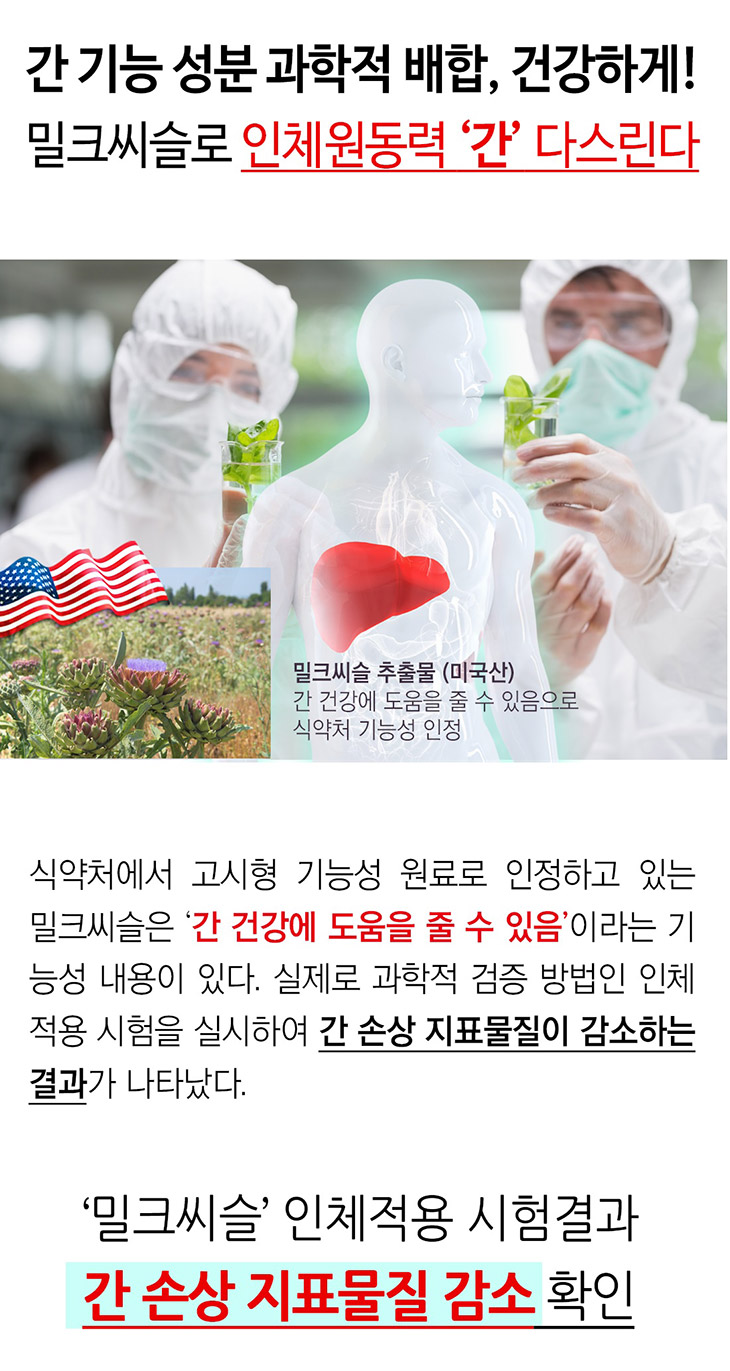 간 기능 성분 과학적 배합, 건강하게!
밀크씨슬로 인체원동력 ‘간’ 다스린다
밀크씨슬 추출물 (미국산)
간 건강에 도움을 줄 수 있음으로
식약처 기능성 인정
식약처에서 고시형 기능성 원료로 인정하고 있는
밀크씨슬은 ‘간 건강에 도움을 줄 수 있음’이라는 기
능성 내용이 있다. 실제로 과학적 검증 방법인 인체
적용 시험을 실시하여 간 손상 지표물질이 감소하는
결과가 나타났다.
‘밀크씨슬’ 인체적용 시험결과
간 손상 지표물질 감소 확인